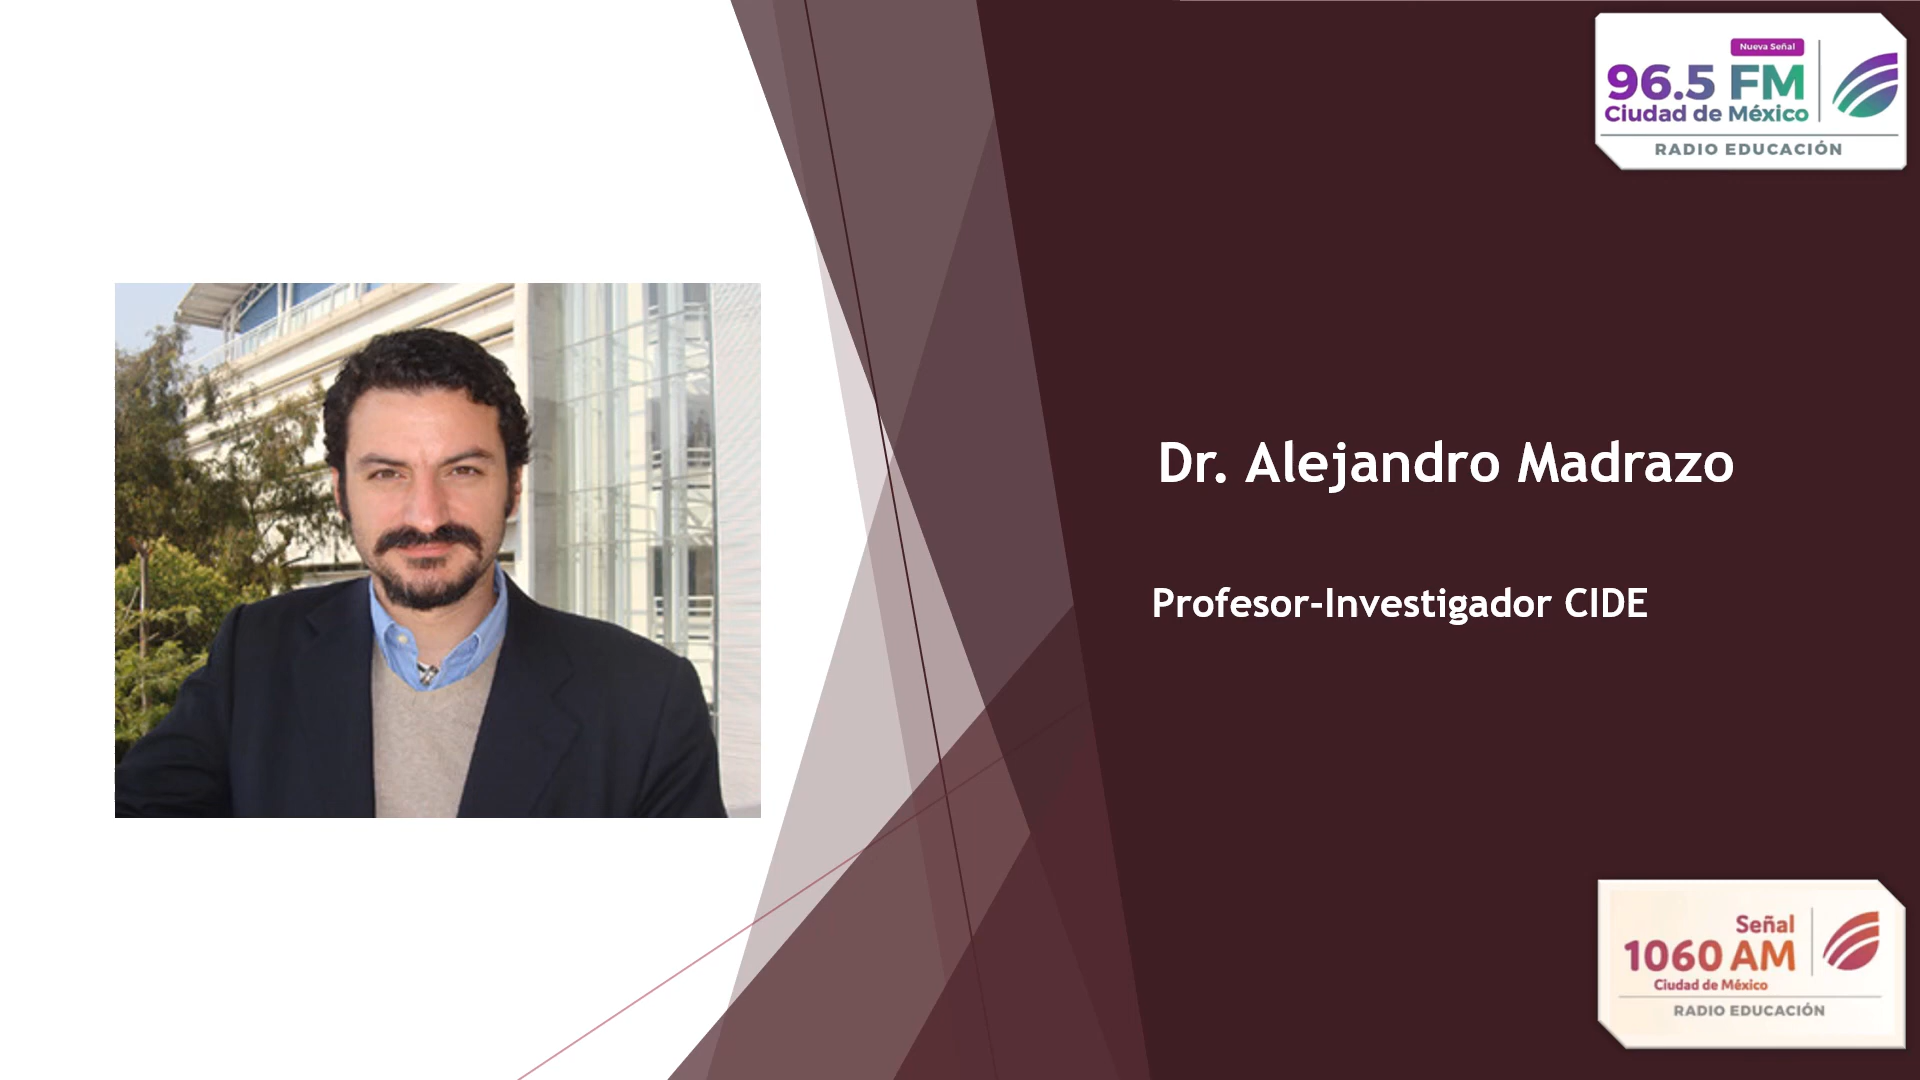 Nueva Señal
96.5 FM
Ciudad de México
RADIO EDUCACIÓN
Dr. Alejandro Madrazo
Profesor-Investigador CIDE
Señal
1060 AM
Ciudad de México
RADIO EDUCACIÓN